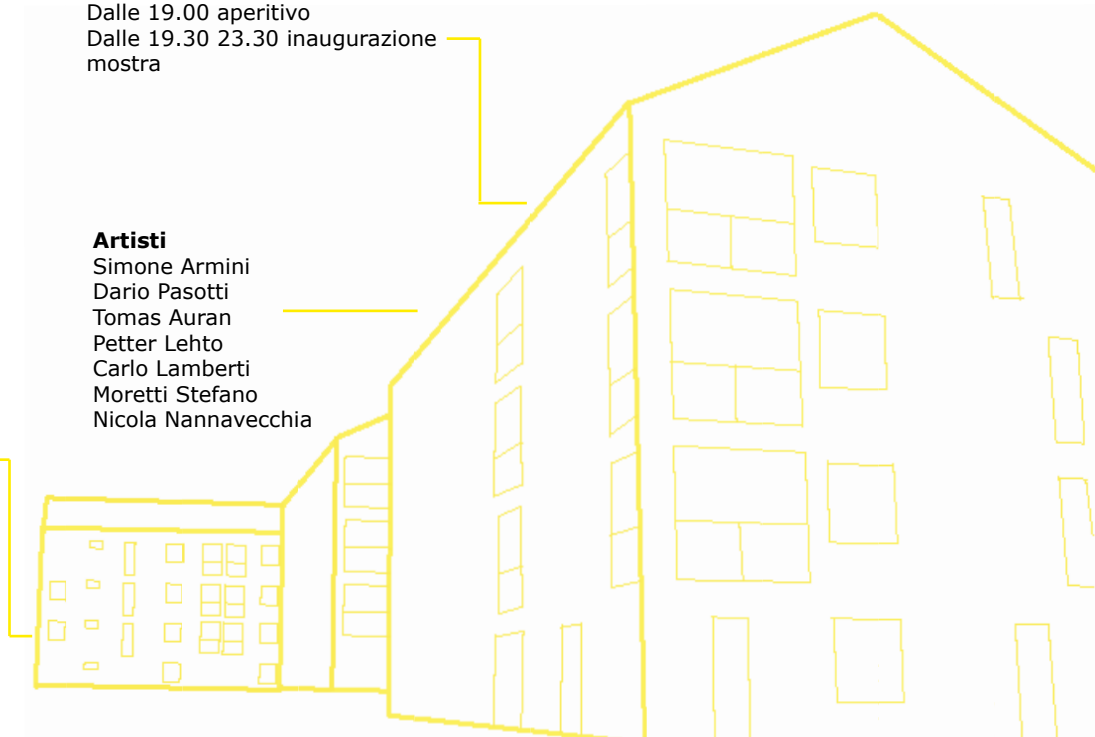 Dalle 19.00 aperitivo
Dalle 19.30 23.30 inaugurazione
mostra
Artisti
Simone Armini
Dario Pasotti
Tomas Auran
Petter Lehto
Carlo Lamberti
Moretti Stefano
Nicola Nannavecchia